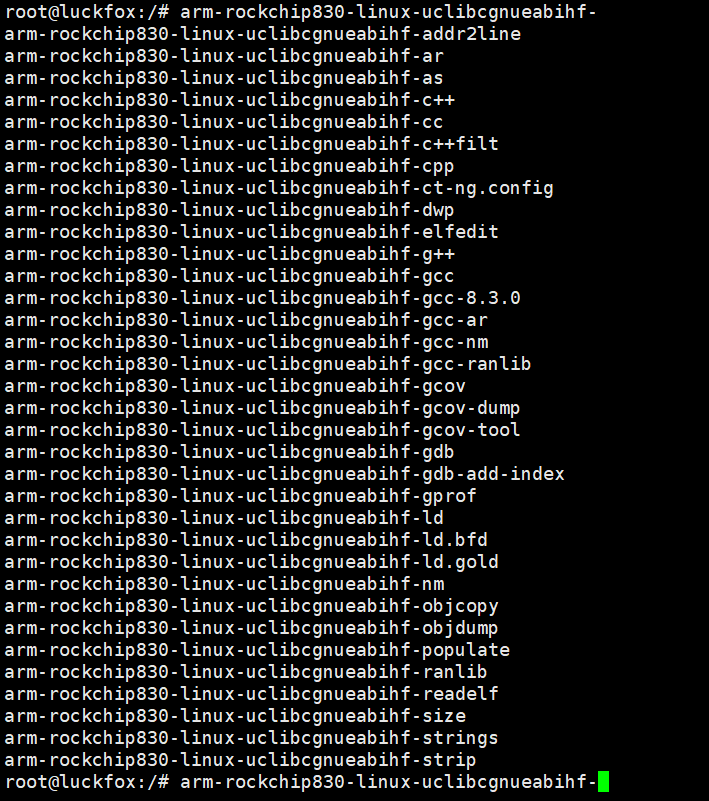 root@luckfox:/# arm-rockchip830-linux-uclibcgnueabihf-
arm-rockchip830-linux-uclibcgnueabihf-addr2line
arm-rockchip830-linux-uclibcgnueabihf-ar
arm-rockchip830-linux-uclibcgnueabihf-as
arm-rockchip830-linux-uclibcgnueabihf-c++
arm-rockchip830-linux-uclibcgnueabihf-cc
arm-rockchip830-linux-uclibcgnueabihf-c++filt
arm-rockchip830-linux-uclibcgnueabihf-cpp
arm-rockchip830-linux-uclibcgnueabihf-ct-ng.config
arm-rockchip830-linux-uclibcgnueabihf-dwp
arm-rockchip830-linux-uclibcgnueabihf-elfedit
arm-rockchip830-linux-uclibcgnueabihf-g++
arm-rockchip830-linux-uclibcgnueabihf-gcc
arm-rockchip830-linux-uclibcgnueabihf-gcc-8.3.0
arm-rockchip830-linux-uclibcgnueabihf-gcc-ar
arm-rockchip830-linux-uclibcgnueabihf-gcc-nm
arm-rockchip830-linux-uclibcgnueabihf-gcc-ranlib
arm-rockchip830-linux-uclibcgnueabihf-gcov
arm-rockchip830-linux-uclibcgnueabihf-gcov-dump
arm-rockchip830-linux-uclibcgnueabihf-gcov-tool
arm-rockchip830-linux-uclibcgnueabihf-gdb
arm-rockchip830-linux-uclibcgnueabihf-gdb-add-index
arm-rockchip830-linux-uclibcgnueabihf-gprof
arm-rockchip830-linux-uclibcgnueabihf-ld
arm-rockchip830-linux-uclibcgnueabihf-ld.bfd
arm-rockchip830-linux-uclibcgnueabihf-ld.gold
arm-rockchip830-linux-uclibcgnueabihf-nm
arm-rockchip830-linux-uclibcgnueabihf-objcopy
arm-rockchip830-linux-uclibcgnueabihf-objdump
arm-rockchip830-linux-uclibcgnueabihf-populate
arm-rockchip830-linux-uclibcgnueabihf-ranlib
arm-rockchip830-linux-uclibcgnueabihf-readelf
arm-rockchip830-linux-uclibcgnueabihf-size
arm-rockchip830-linux-uclibcgnueabihf-strings
arm-rockchip830-linux-uclibcgnueabihf-strip
root@luckfox:/# arm-rockchip830-linux-uclibcgnueabihf-